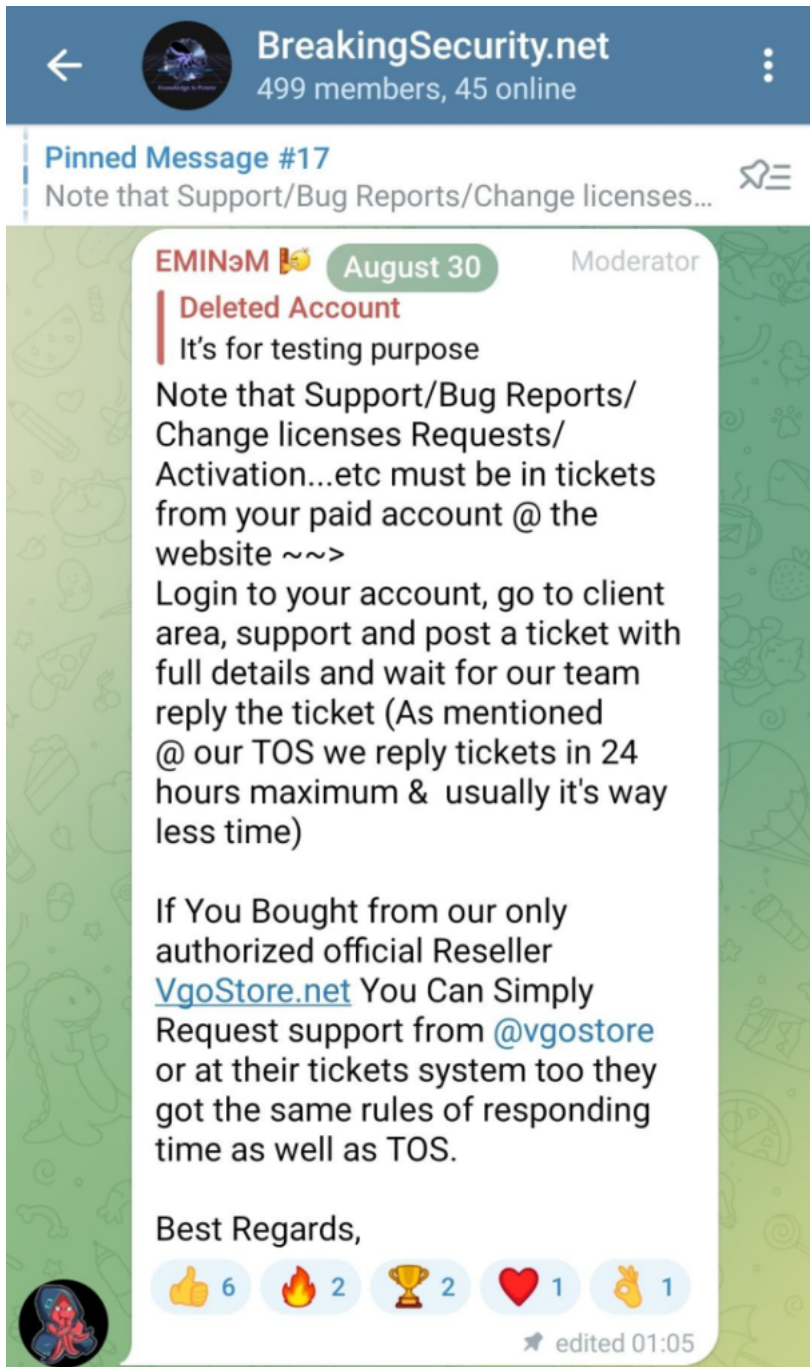 BreakingSecurity.net
499 members, 45 online
Pinned Message #17
Note that Support/Bug Reports/Change licenses...
EMINɘM
August 30
Moderator
Deleted Account
It's for testing purpose
Note that Support/Bug Reports/
Change licenses Requests/
Activation...etc must be in tickets
from your paid account @ the
website ~~>
Login to your account, go to client
area, support and post a ticket with
full details and wait for our team
reply the ticket (As mentioned
@ our TOS we reply tickets in 24
hours maximum &  usually it's way
less time)
If You Bought from our only
authorized official Reseller
VgoStore.net You Can Simply
Request support from @vgostore
or at their tickets system too they
got the same rules of responding
time as well as TOS.
Best Regards,
6 2 2 1 1
edited 01:05